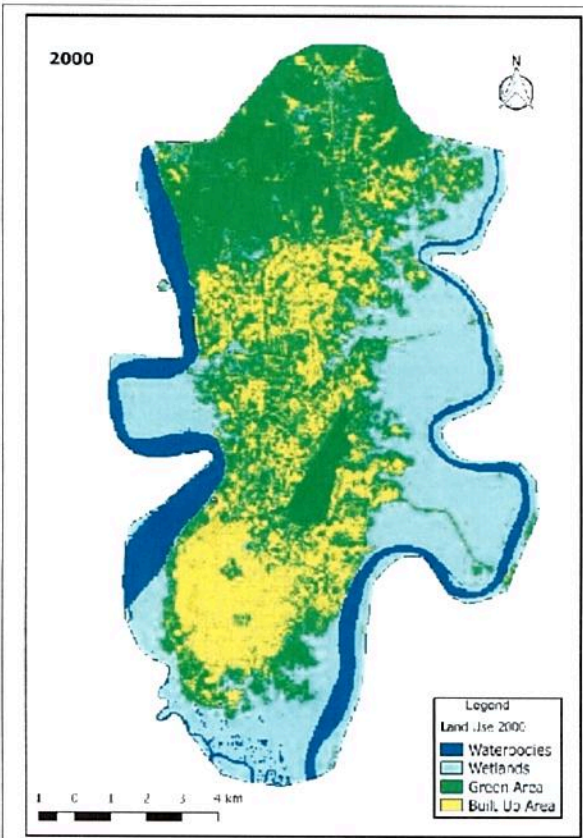 2000
N
Legend
Land Use 2000
Waterbodies
Wetlands
Green Area
Built Up Area
1 0 1 2 3 4 km